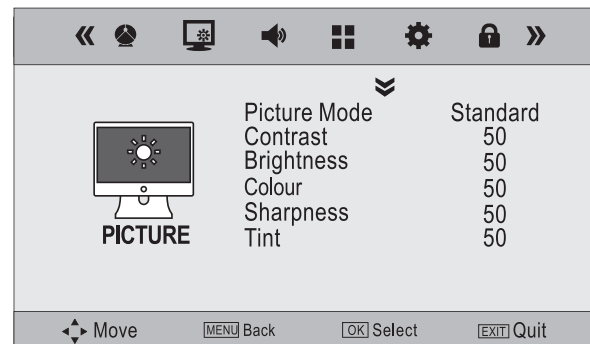 Picture Mode Standard
Contrast 50
Brightness 50
Colour 50
Sharpness 50
Tint 50
PICTURE
Move MENU Back OK Select EXIT Quit